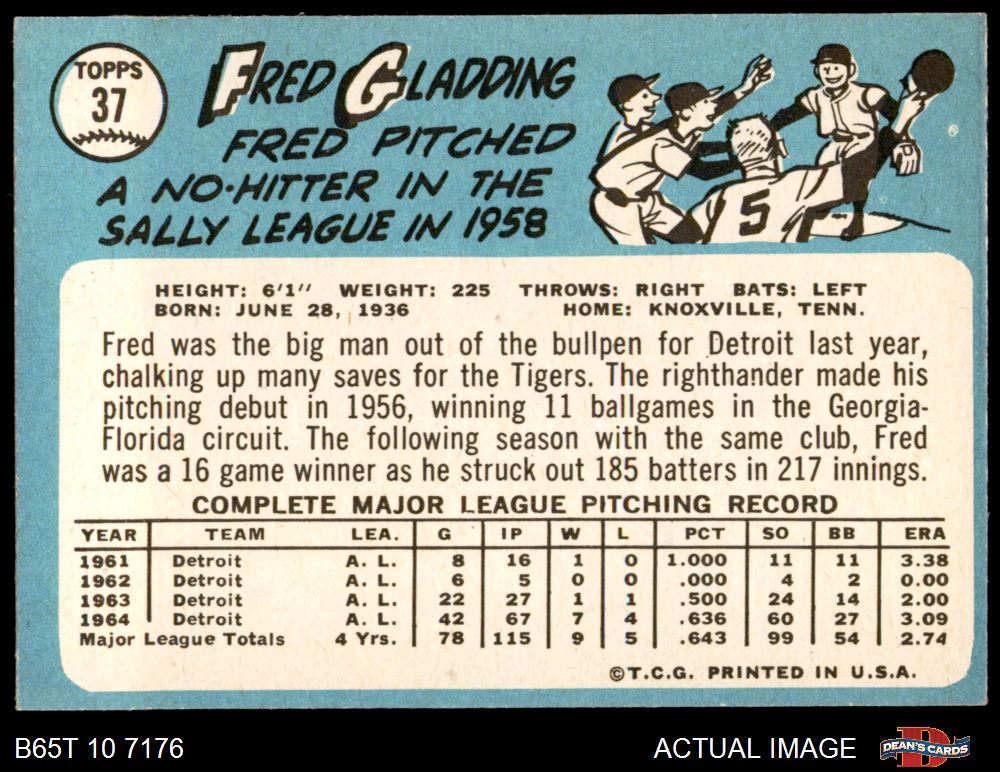 TOPPS
37
FRED GLADDING
FRED PITCHED
A NO-HITTER IN THE
SALLY LEAGUE IN 1958
5
HEIGHT: 6'1" WEIGHT: 225 THROWS: RIGHT BATS: LEFT
BORN: JUNE 28, 1936 HOME: KNOXVILLE, TENN.
Fred was the big man out of the bullpen for Detroit last year,
chalking up many saves for the Tigers. The righthander made his
pitching debut in 1956, winning 11 ballgames in the Georgia-
Florida circuit. The following season with the same club, Fred
was a 16 game winner as he struck out 185 batters in 217 innings.
COMPLETE MAJOR LEAGUE PITCHING RECORD
YEAR TEAM LEA. G IP W L PCT SO BB ERA
1961 Detroit A. L. 8 16 1 0 1.000 11 11 3.38
1962 Detroit A. L. 6 5 0 0 .000 4 2 0.00
1963 Detroit A. L. 22 27 1 1 .500 24 14 2.00
1964 Detroit A. L. 42 67 7 4 .636 60 27 3.09
Major League Totals 4 Yrs. 78 115 9 5 .643 99 54 2.74
©T.C.G. PRINTED IN U.S.A.
B65T 10 7176 ACTUAL IMAGE D DEAN'S CARDS